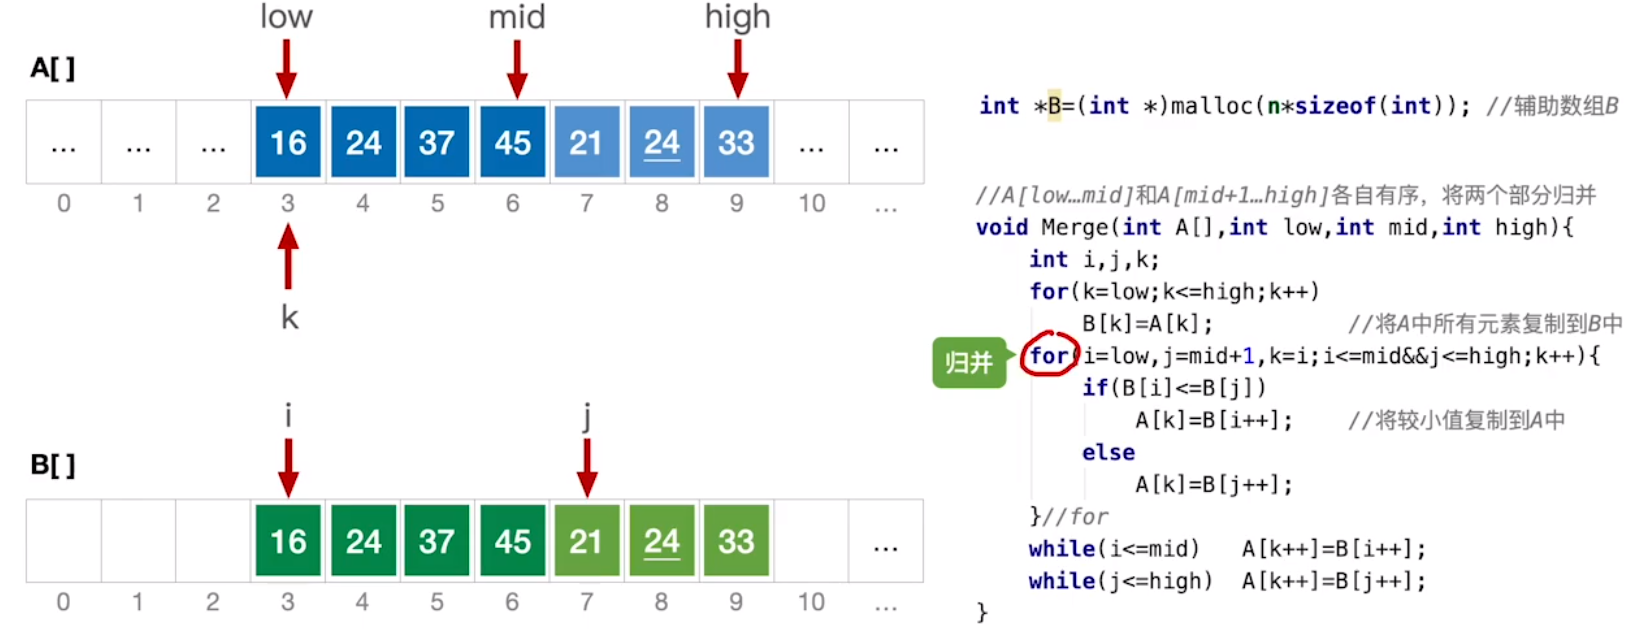 low mid high
A[ ]
... ... ... 16 24 37 45 21 24 33 ... ...
0 1 2 3 4 5 6 7 8 9 10 ...
k
i j
B[ ]
16 24 37 45 21 24 33 ...
0 1 2 3 4 5 6 7 8 9 10 ...
int *B=(int *)malloc(n*sizeof(int)); //辅助数组B
//A[low…mid]和A[mid+1…high]各自有序，将两个部分归并
void Merge(int A[],int low,int mid,int high){
int i,j,k;
for(k=low;k<=high;k++)
B[k]=A[k]; //将A中所有元素复制到B中
归并
for(i=low,j=mid+1,k=i;i<=mid&&j<=high;k++){
if(B[i]<=B[j])
A[k]=B[i++]; //将较小值复制到A中
else
A[k]=B[j++];
}//for
while(i<=mid) A[k++]=B[i++];
while(j<=high) A[k++]=B[j++];
}